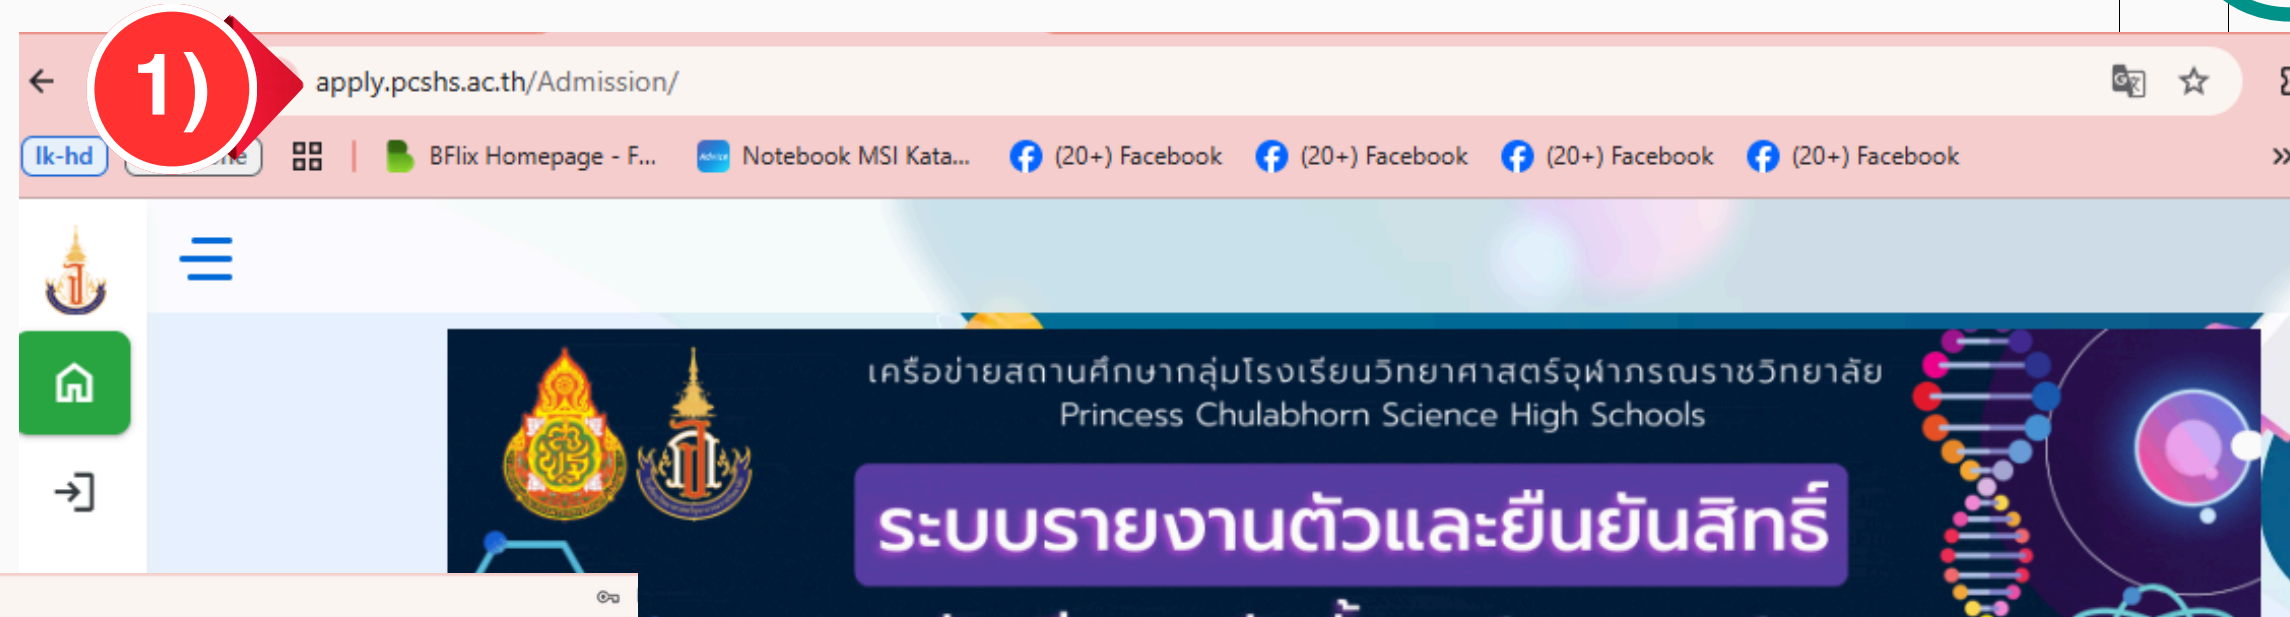 1)
apply.pcshs.ac.th/Admission/
lk-hd
BFlix Homepage - F...
Notebook MSI Kata...
(20+) Facebook
(20+) Facebook
(20+) Facebook
(20+) Facebook
เครือข่ายสถานศึกษากลุ่มโรงเรียนวิทยาศาสตร์จุฬาภรณราชวิทยาลัย
Princess Chulabhorn Science High Schools
ระบบรายงานตัวและยืนยันสิทธิ์